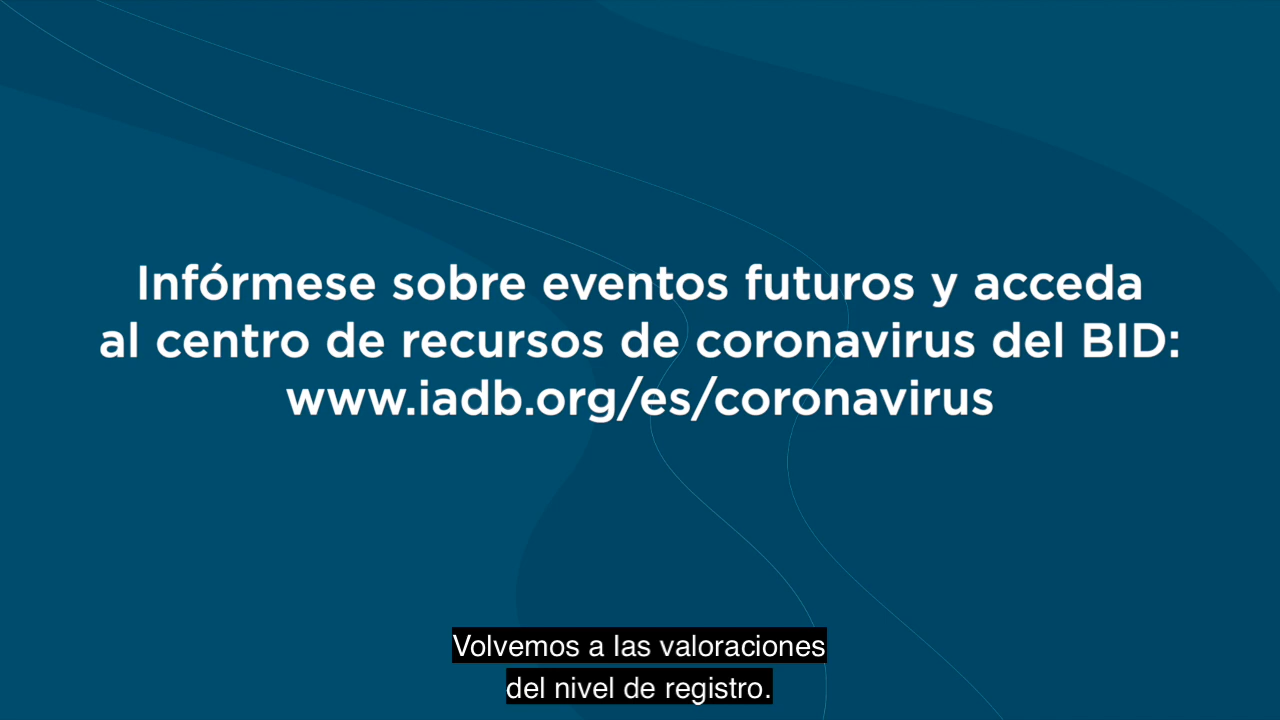 Infórmese sobre eventos futuros y acceda
al centro de recursos de coronavirus del BID:
www.iadb.org/es/coronavirus
Volvemos a las valoraciones
del nivel de registro.